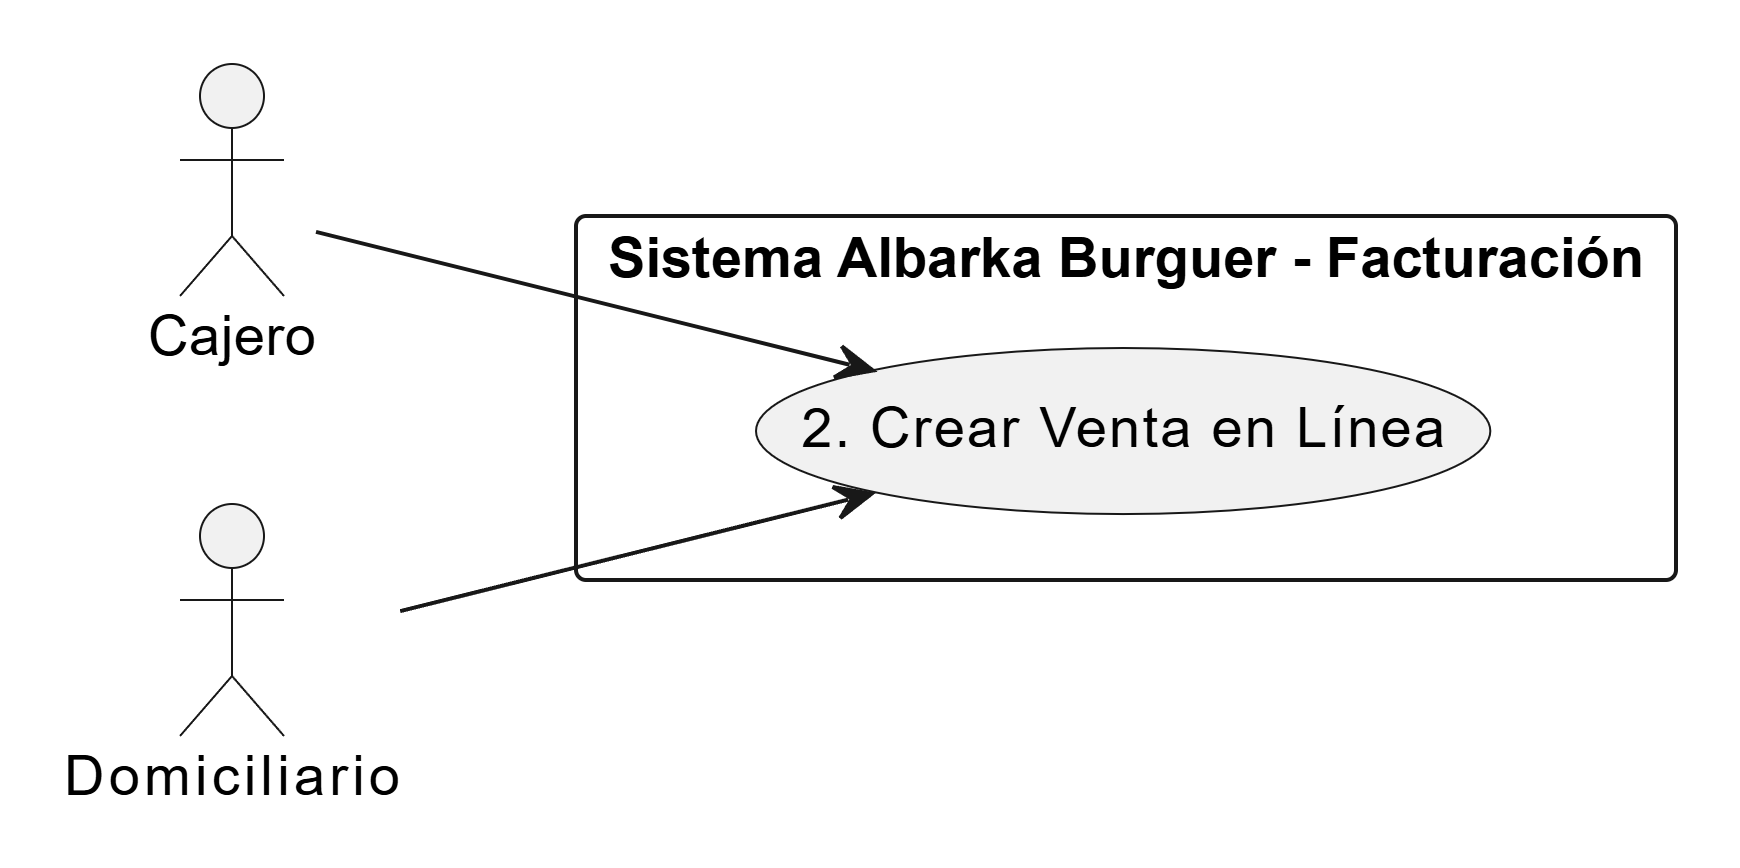 Cajero
Sistema Albarka Burguer - Facturación
2. Crear Venta en Línea
Domiciliario